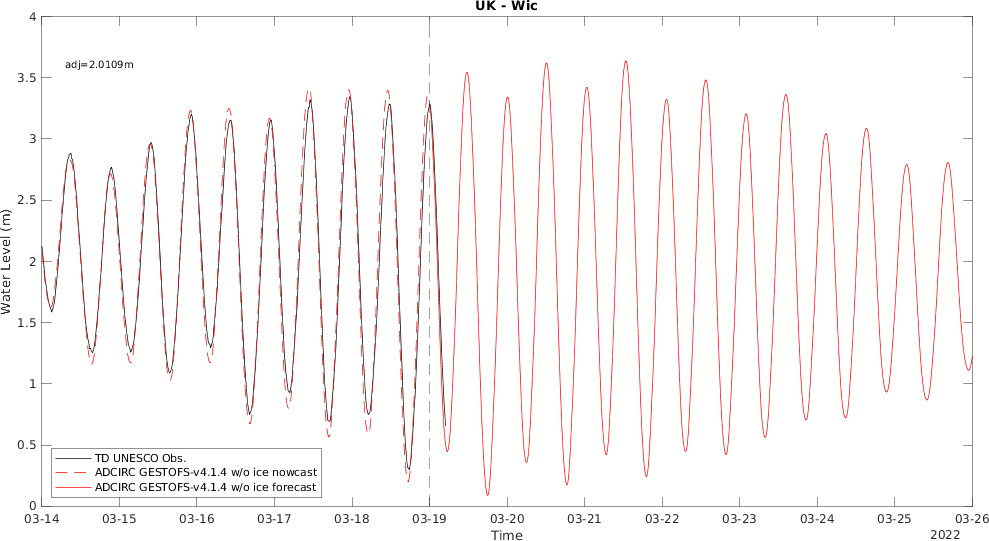 UK - Wic
adj=2.0109m
Water Level (m)
4
3.5
3
2.5
2
1.5
1
0.5
0
TD UNESCO Obs.
ADCIRC GESTOFS-v4.1.4 w/o ice nowcast
ADCIRC GESTOFS-v4.1.4 w/o ice forecast
03-14 03-15 03-16 03-17 03-18 03-19 03-20 03-21 03-22 03-23 03-24 03-25 03-26
Time
2022